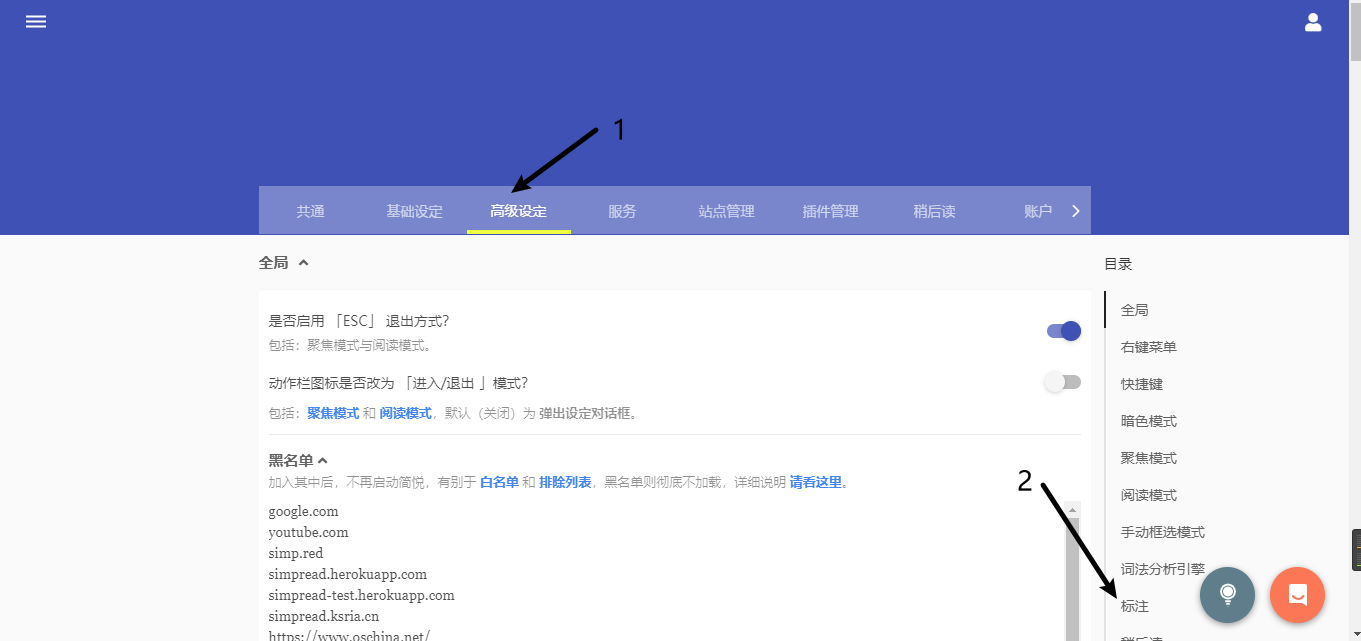 1
共通 基础设定 高级设定 服务 站点管理 插件管理 稍后读 账户
全局
目录
是否启用 「ESC」 退出方式?
包括：聚焦模式与阅读模式。
动作栏图标是否改为 「进入/退出 」模式?
包括：聚焦模式 和 阅读模式，默认（关闭）为 弹出设定对话框。
黑名单
加入其中后，不再启动简悦，有别于 白名单 和 排除列表，黑名单则彻底不加载，详细说明 请看这里。
google.com
youtube.com
simp.red
simpread.herokuapp.com
simpread-test.herokuapp.com
simpread.ksria.cn
https://www.oschina.net/
全局
右键菜单
快捷键
暗色模式
聚焦模式
阅读模式
手动框选模式
词法分析引擎
2
标注
稍后读